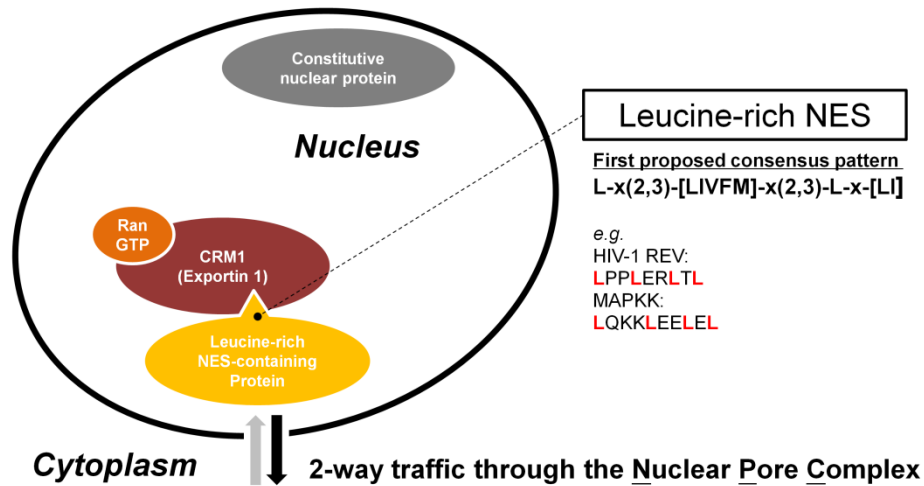 Constitutive
nuclear protein
Nucleus
Ran
GTP
CRM1
(Exportin 1)
Leucine-rich
NES-containing
Protein
Leucine-rich NES
First proposed consensus pattern
L-x(2,3)-[LIVFM]-x(2,3)-L-x-[LI]
e.g.
HIV-1 REV:
LPPLERLTL
MAPKK:
LQKKLEELEL
Cytoplasm
2-way traffic through the Nuclear Pore Complex